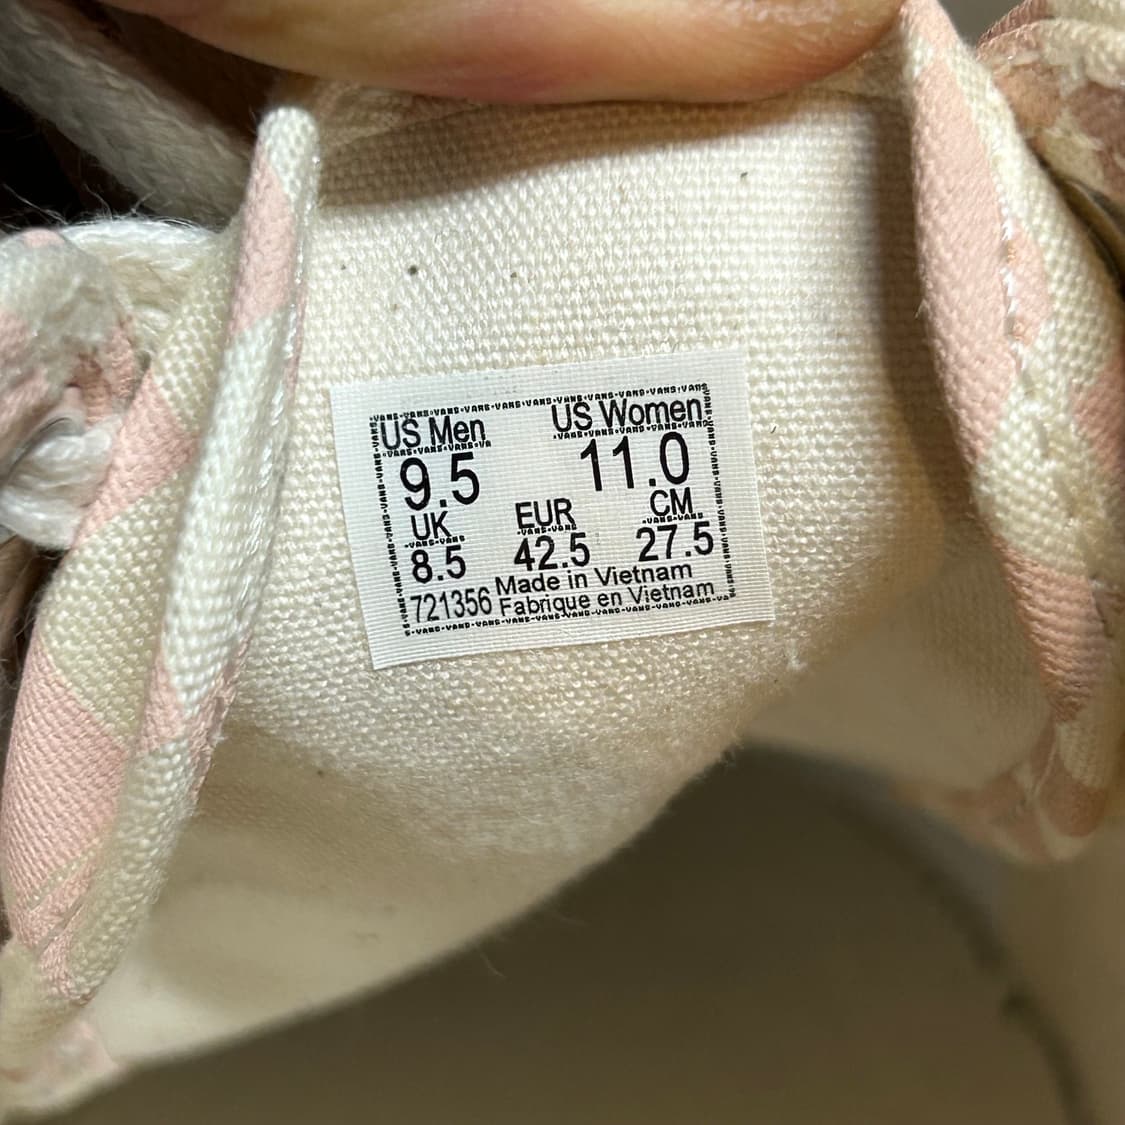 US Men US Women
9.5 11.0
UK EUR CM
8.5 42.5 27.5
721356 Made in Vietnam
Fabrique en Vietnam